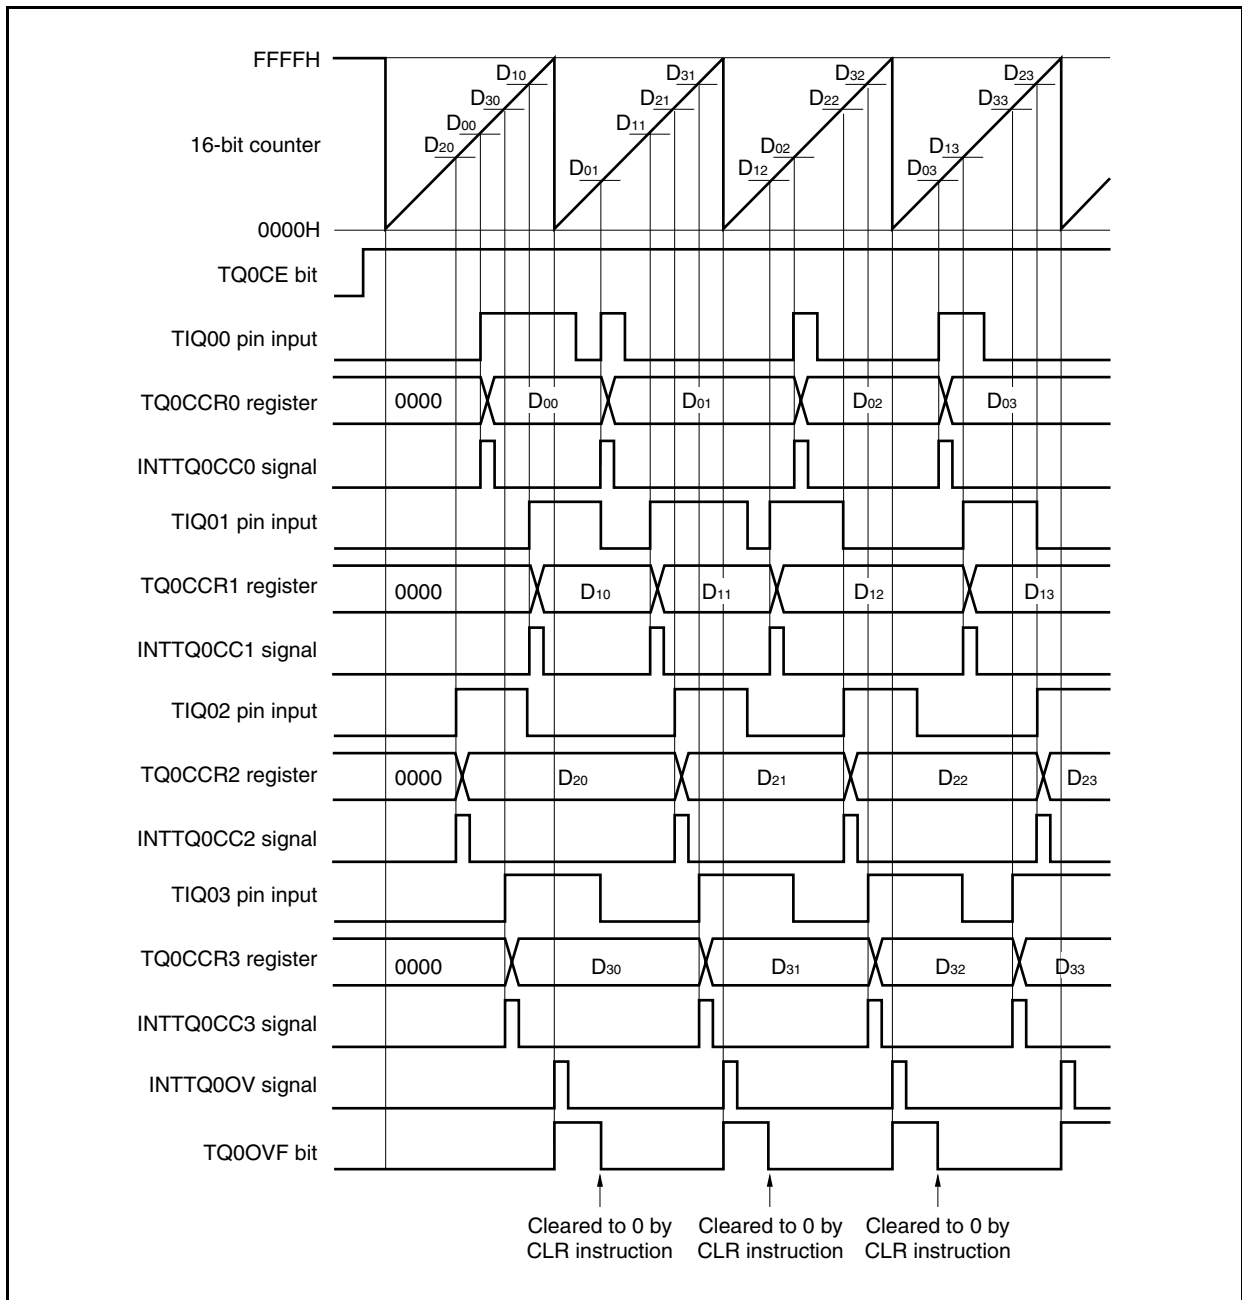 FFFFH
D10
D31
D32
D23
D30
D21
D22
D33
D00
D11
16-bit counter
D20
D02
D13
D01
D12
D03
0000H
TQ0CE bit
TIQ00 pin input
TQ0CCR0 register
0000
D00
D01
D02
D03
INTTQ0CC0 signal
TIQ01 pin input
TQ0CCR1 register
0000
D10
D11
D12
D13
INTTQ0CC1 signal
TIQ02 pin input
TQ0CCR2 register
0000
D20
D21
D22
D23
INTTQ0CC2 signal
TIQ03 pin input
TQ0CCR3 register
0000
D30
D31
D32
D33
INTTQ0CC3 signal
INTTQ0OV signal
TQ0OVF bit
Cleared to 0 by
CLR instruction
Cleared to 0 by
CLR instruction
Cleared to 0 by
CLR instruction